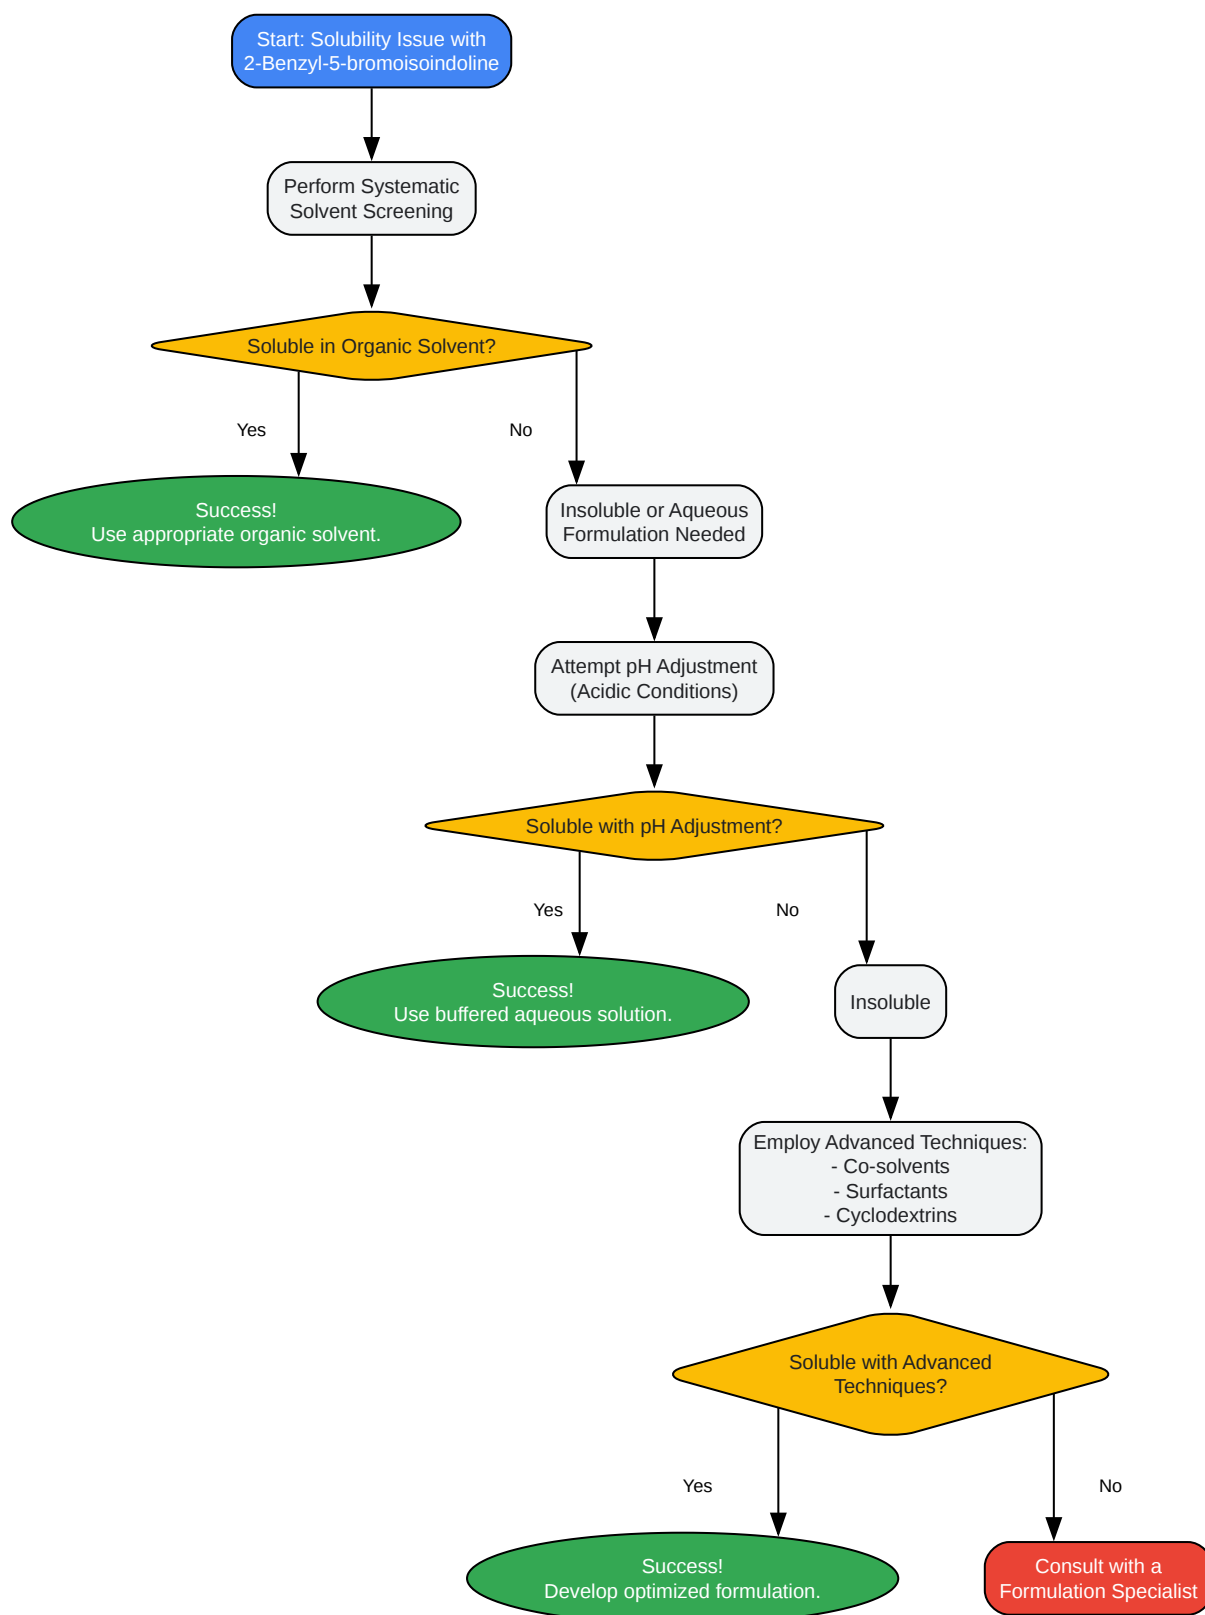 Start: Solubility Issue with
2-Benzyl-5-bromoisoindoline
Perform Systematic
Solvent Screening
Soluble in Organic Solvent?
Yes
No
Success!
Use appropriate organic solvent.
Insoluble or Aqueous
Formulation Needed
Attempt pH Adjustment
(Acidic Conditions)
Soluble with pH Adjustment?
Yes
No
Success!
Use buffered aqueous solution.
Insoluble
Employ Advanced Techniques:
- Co-solvents
- Surfactants
- Cyclodextrins
Soluble with Advanced
Techniques?
Yes
No
Success!
Develop optimized formulation.
Consult with a
Formulation Specialist